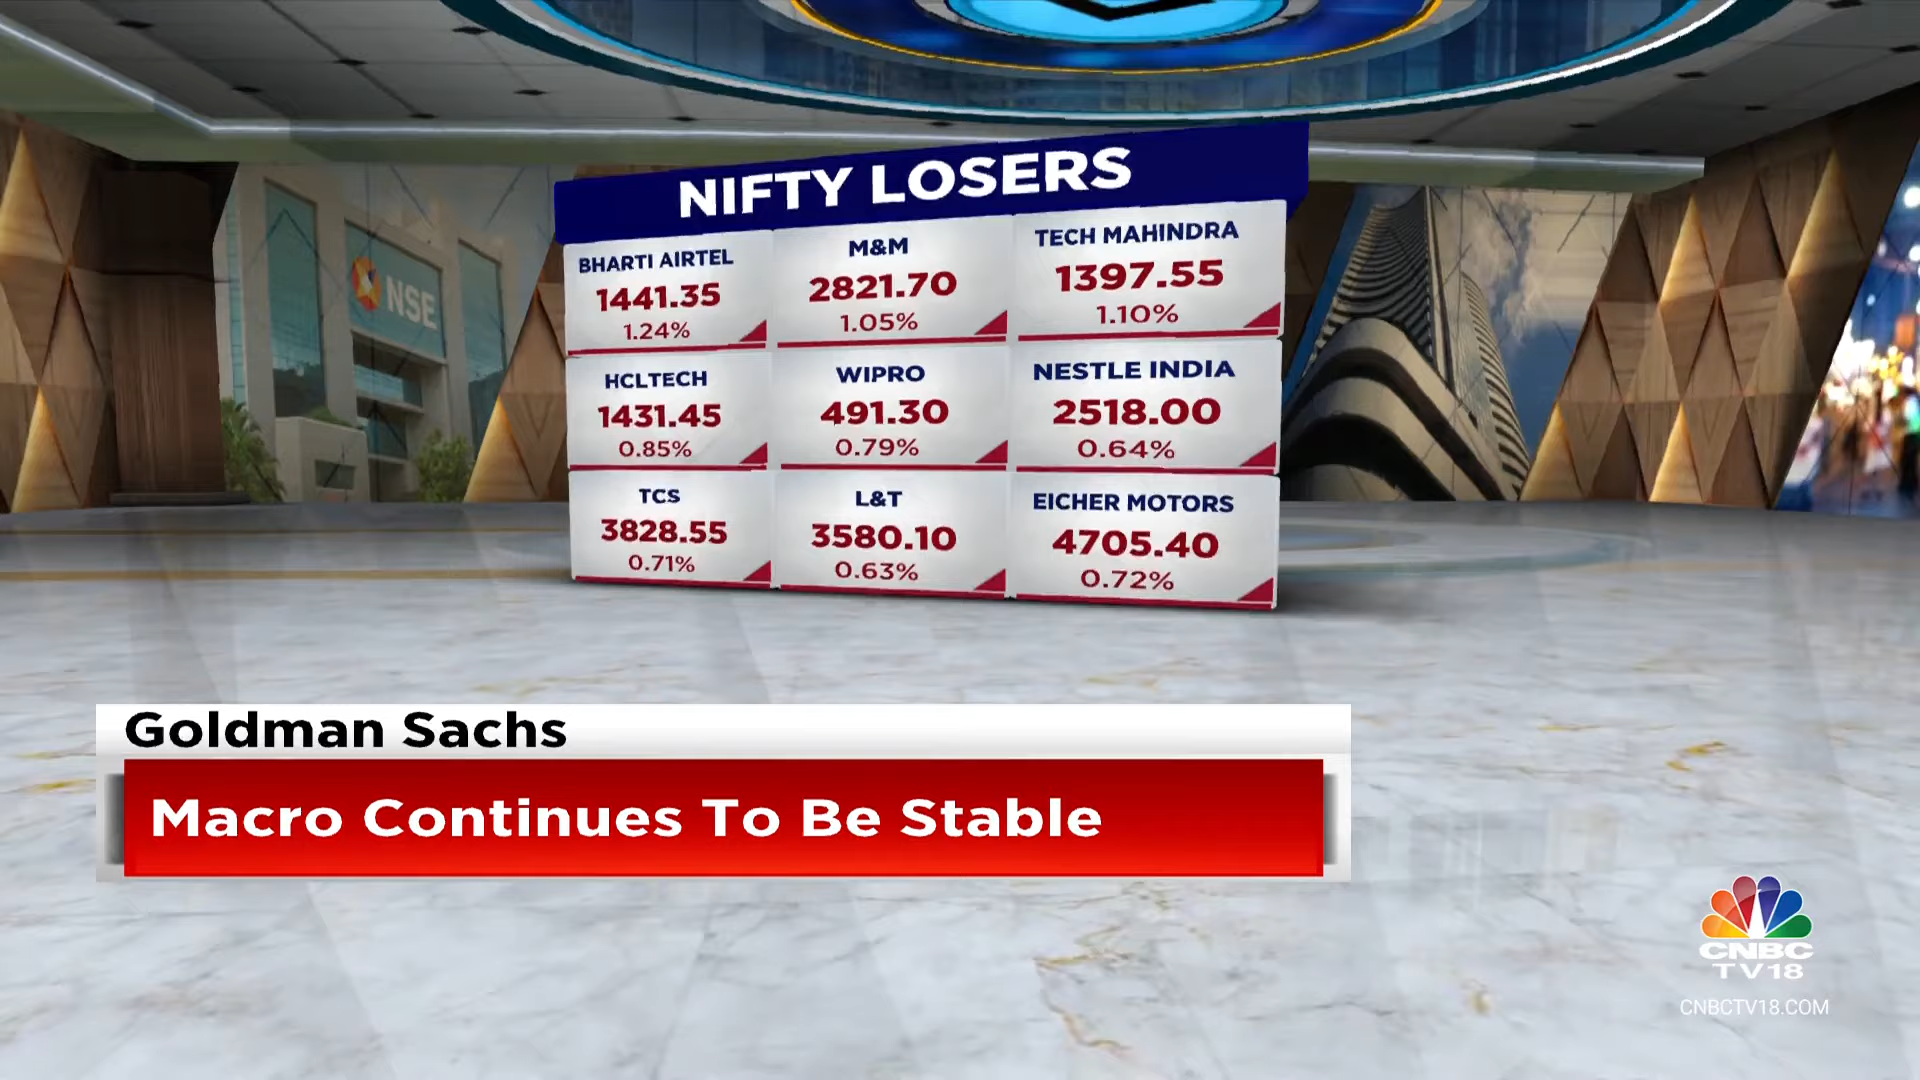 NIFTY LOSERS
BHARTI AIRTEL
1441.35
1.24%
M&M
2821.70
1.05%
TECH MAHINDRA
1397.55
1.10%
HCLTECH
1431.45
0.85%
WIPRO
491.30
0.79%
NESTLE INDIA
2518.00
0.64%
TCS
3828.55
0.71%
L&T
3580.10
0.63%
EICHER MOTORS
4705.40
0.72%
NSE
Goldman Sachs
Macro Continues To Be Stable
CNBC
TV18
CNBCTV18.COM